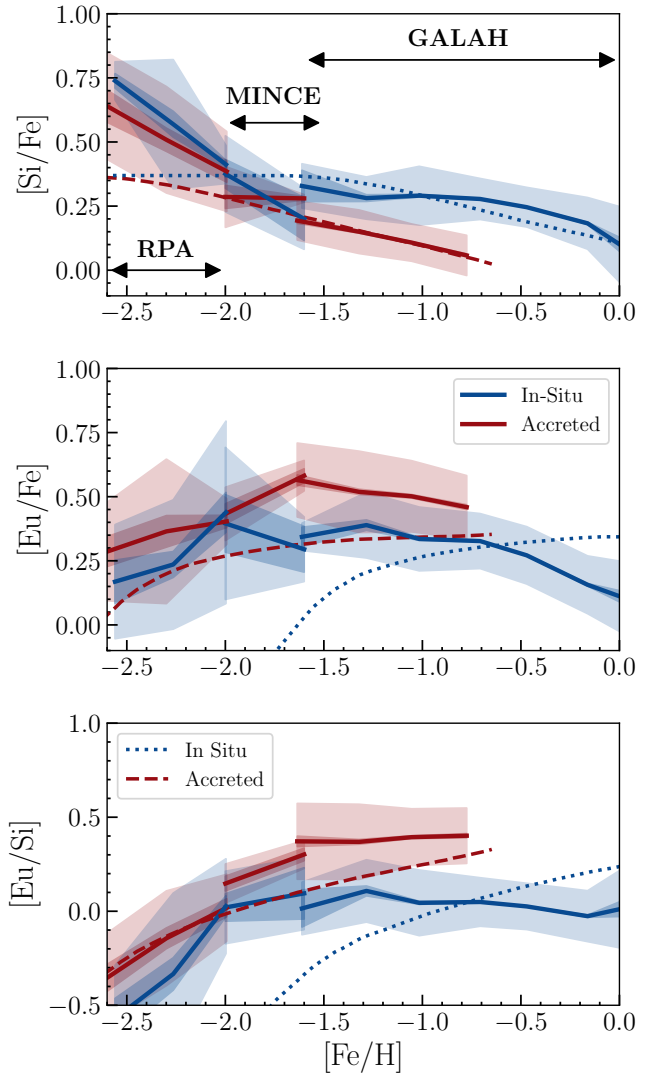 GALAH
MINCE
RPA
[Si/Fe]
1.00
0.75
0.50
0.25
0.00
−2.5 −2.0 −1.5 −1.0 −0.5 0.0
In-Situ
Accreted
[Eu/Fe]
1.00
0.75
0.50
0.25
0.00
−2.5 −2.0 −1.5 −1.0 −0.5 0.0
In Situ
Accreted
[Eu/Si]
1.0
0.5
0.0
−0.5
−2.5 −2.0 −1.5 −1.0 −0.5 0.0
[Fe/H]